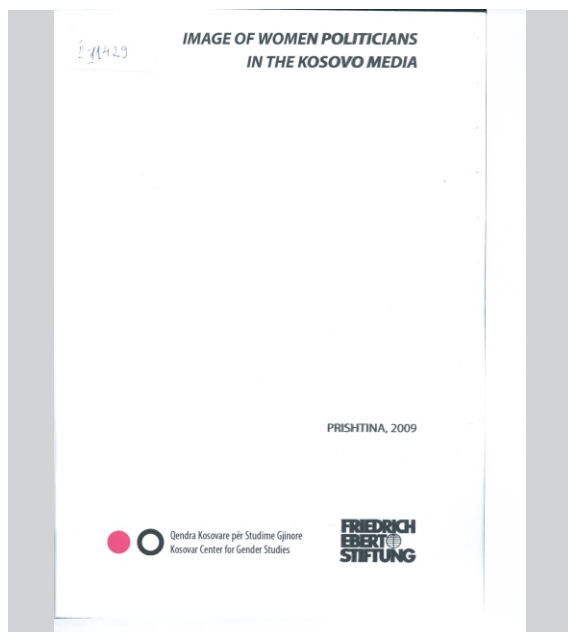 IMAGE OF WOMEN POLITICIANS
IN THE KOSOVO MEDIA
11429
PRISHTINA, 2009
Qendra Kosovare për Studime Gjinore
Kosovar Center for Gender Studies
FRIEDRICH
EBERT
STIFTUNG